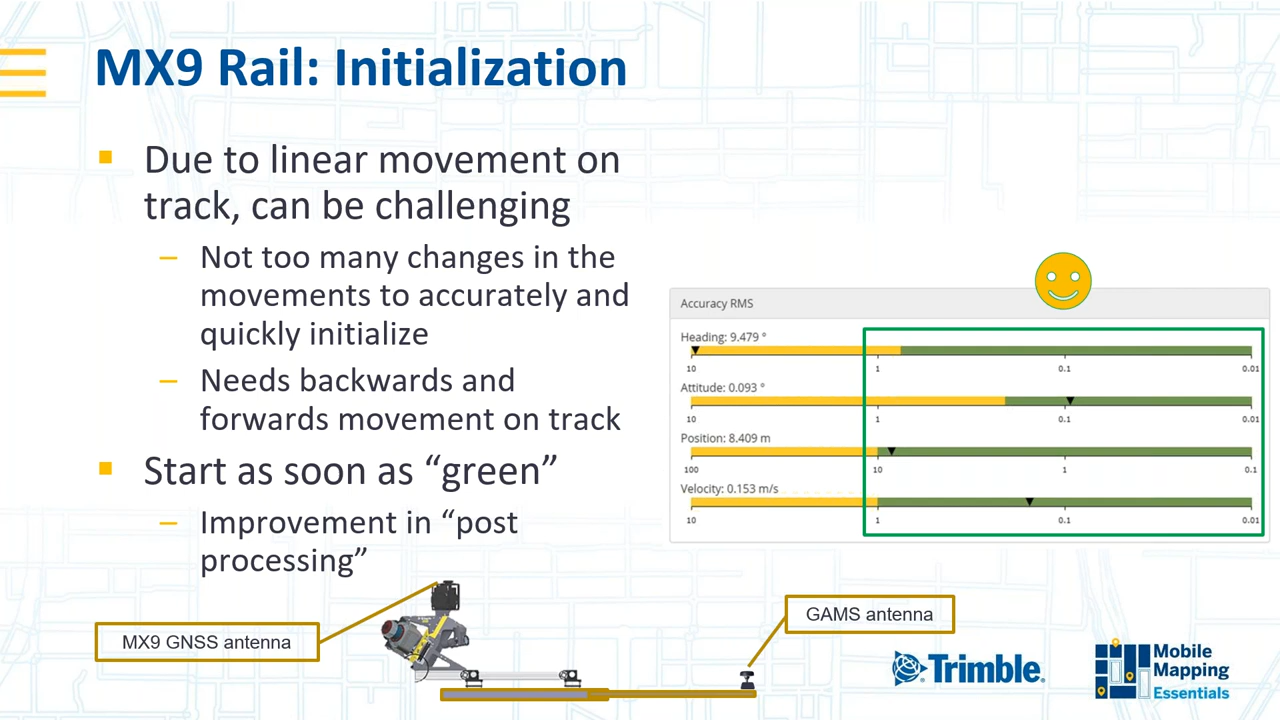 MX9 Rail: Initialization
Due to linear movement on
track, can be challenging
– Not too many changes in the
movements to accurately and
quickly initialize
– Needs backwards and
forwards movement on track
Start as soon as “green”
– Improvement in “post
processing”
Accuracy RMS
Heading: 9.479 °
10 1 0.1 0.01
Attitude: 0.093 °
10 1 0.1 0.01
Position: 8.409 m
100 10 1 0.1
Velocity: 0.153 m/s
10 1 0.1 0.01
MX9 GNSS antenna
GAMS antenna
Trimble.
Mobile
Mapping
Essentials